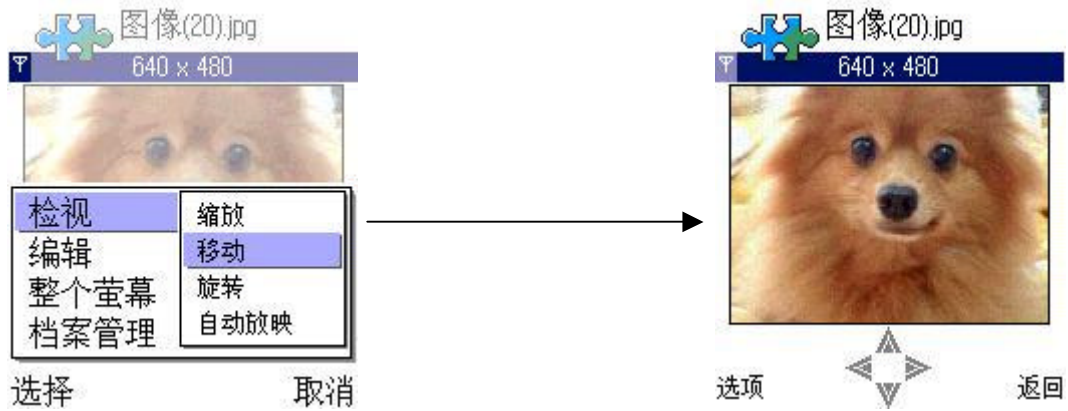 图像(20).jpg
640 x 480
检视
编辑
整个萤幕
档案管理
缩放
移动
旋转
自动放映
选择 取消
图像(20).jpg
640 x 480
选项 返回